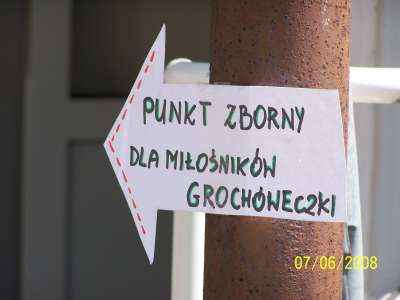 PUNKT ZBORNY
DLA MIŁOŚNIKÓW
GROCHÓWECZKI
07/06/2008